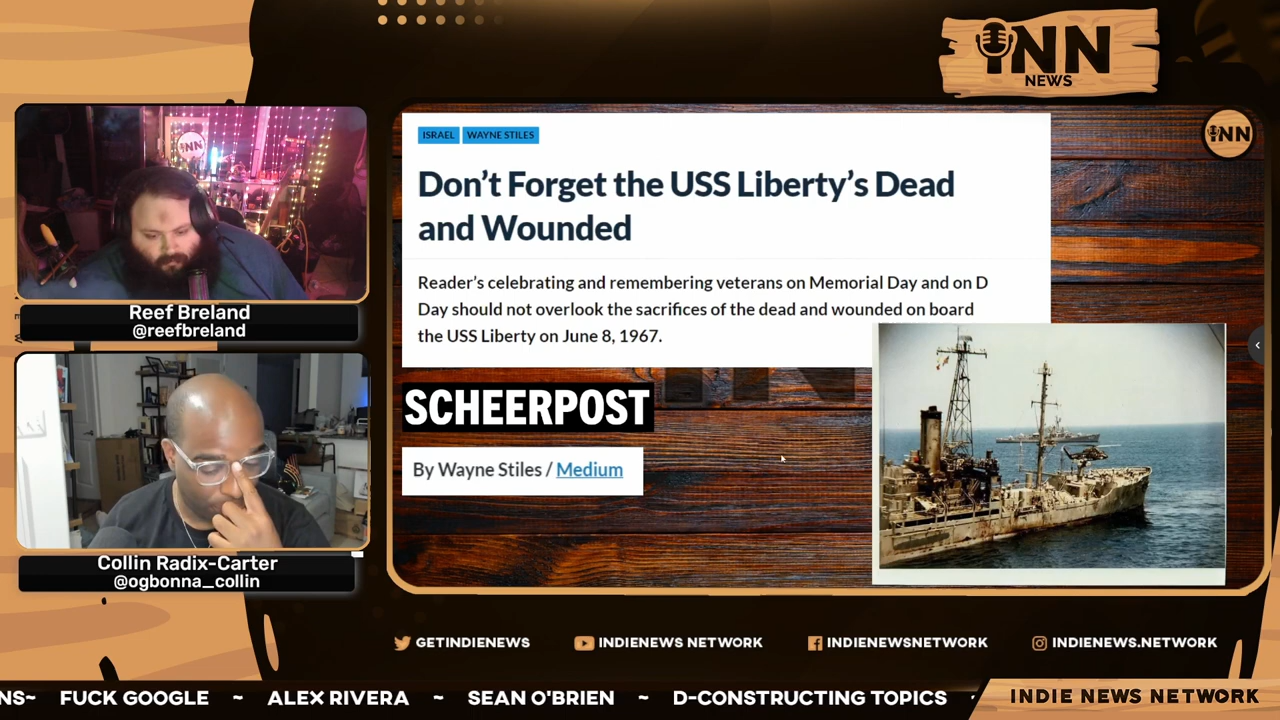 iNN
NEWS
iNN
ISRAEL WAYNE STILES
Don't Forget the USS Liberty's Dead
and Wounded
Reader's celebrating and remembering veterans on Memorial Day and on D
Day should not overlook the sacrifices of the dead and wounded on board
the USS Liberty on June 8, 1967.
SCHEERPOST
By Wayne Stiles / Medium
Reef Breland
@reefbreland
Collin Radix-Carter
@ogbonna_collin
GETINDIENEWS INDIENEWS NETWORK INDIENEWSNETWORK INDIENEWS.NETWORK
NS~ FUCK GOOGLE ~ ALEX RIVERA ~ SEAN O'BRIEN ~ D-CONSTRUCTING TOPICS
INDIE NEWS NETWORK